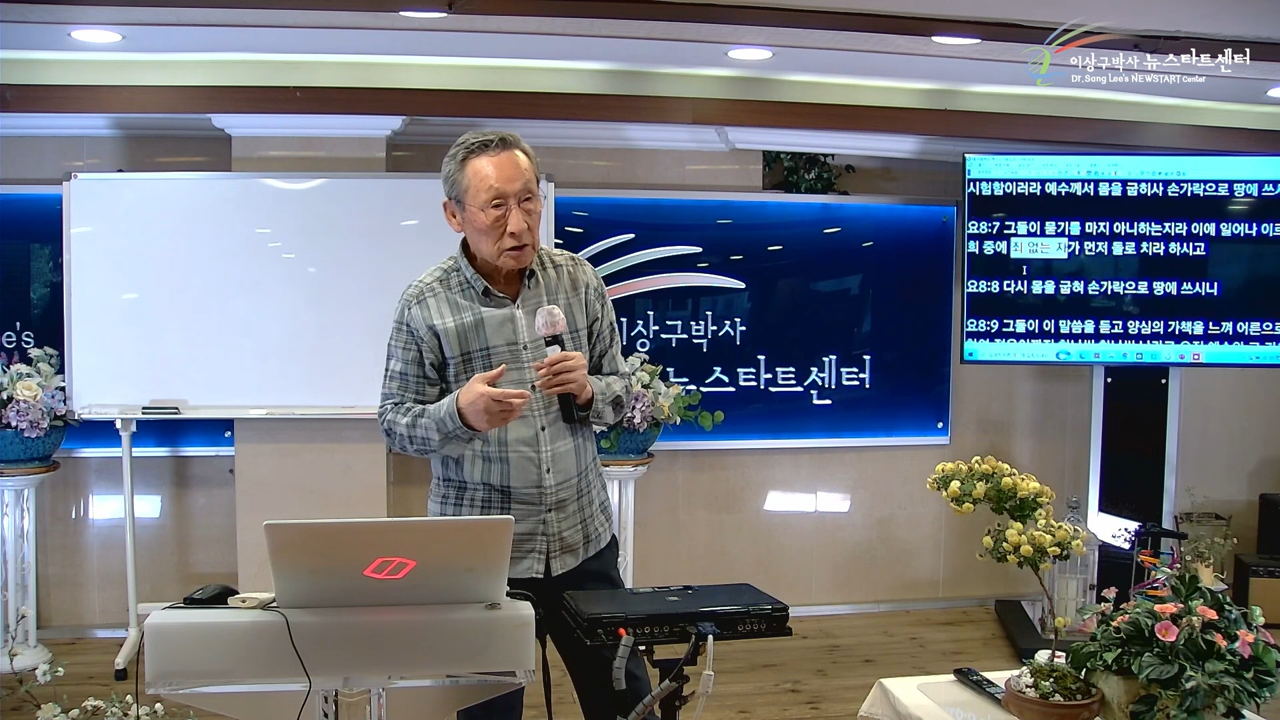 이상구박사 뉴스타트센터
Dr. Sang Lee's NEWSTART Center
시험함이러라 예수께서 몸을 굽히사 손가락으로 땅에 쓰시
요8:7 그들이 묻기를 마지 아니하는지라 이에 일어나 이르
희 중에 죄 없는 자가 먼저 돌로 치라 하시고
요8:8 다시 몸을 굽혀 손가락으로 땅에 쓰시니
요8:9 그들이 이 말씀을 듣고 양심의 가책을 느껴 어른으로
이상구박사
뉴스타트센터
ee's